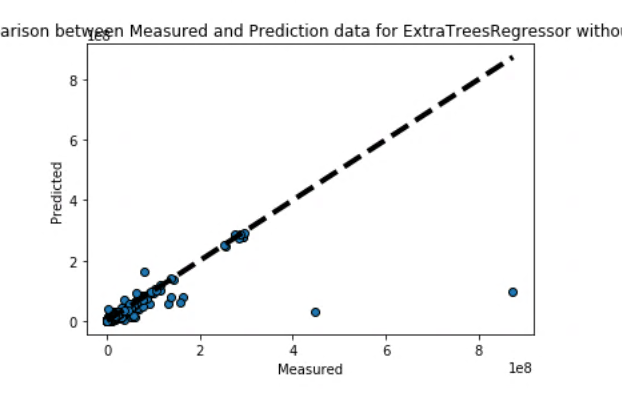 arison between Measured and Prediction data for ExtraTreesRegressor withou
1e8
8
6
4
2
0
Predicted
0 2 4 6 8
1e8
Measured